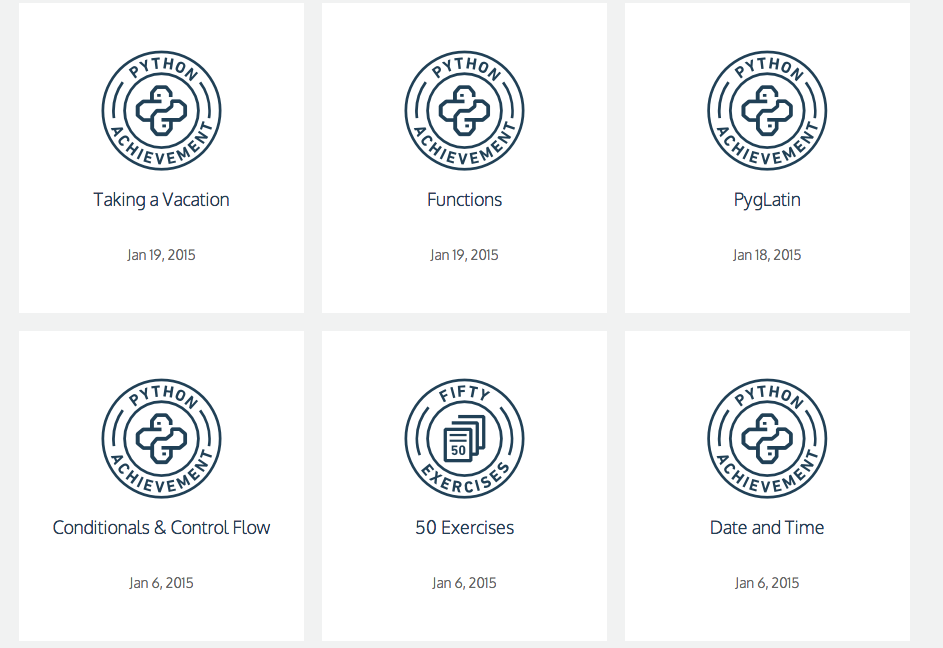 PYTHON
ACHIEVEMENT
Taking a Vacation
Jan 19, 2015
PYTHON
ACHIEVEMENT
Functions
Jan 19, 2015
PYTHON
ACHIEVEMENT
PygLatin
Jan 18, 2015
PYTHON
ACHIEVEMENT
Conditionals & Control Flow
Jan 6, 2015
FIFTY
50
EXERCISES
50 Exercises
Jan 6, 2015
PYTHON
ACHIEVEMENT
Date and Time
Jan 6, 2015